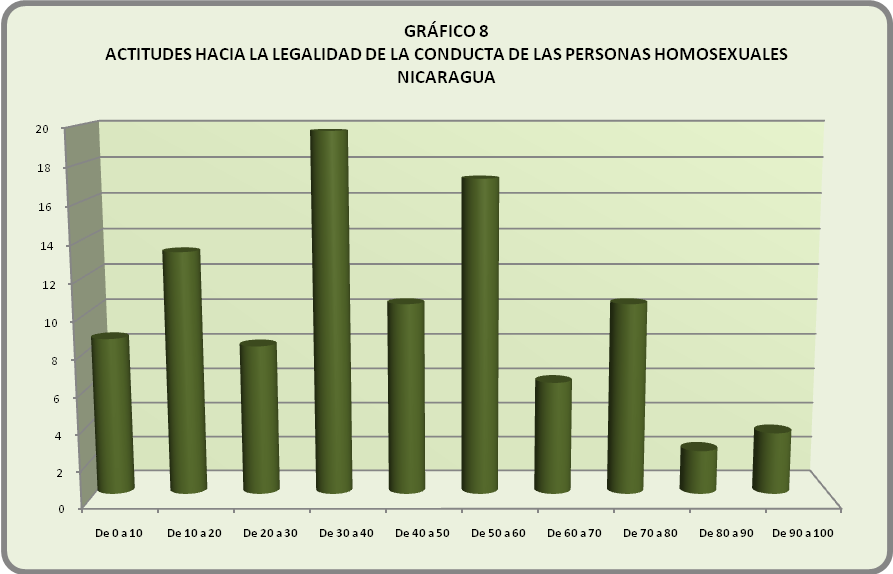 GRÁFICO 8
ACTITUDES HACIA LA LEGALIDAD DE LA CONDUCTA DE LAS PERSONAS HOMOSEXUALES
NICARAGUA
20
18
16
14
12
10
8
6
4
2
0
De 0 a 10 De 10 a 20 De 20 a 30 De 30 a 40 De 40 a 50 De 50 a 60 De 60 a 70 De 70 a 80 De 80 a 90 De 90 a 100